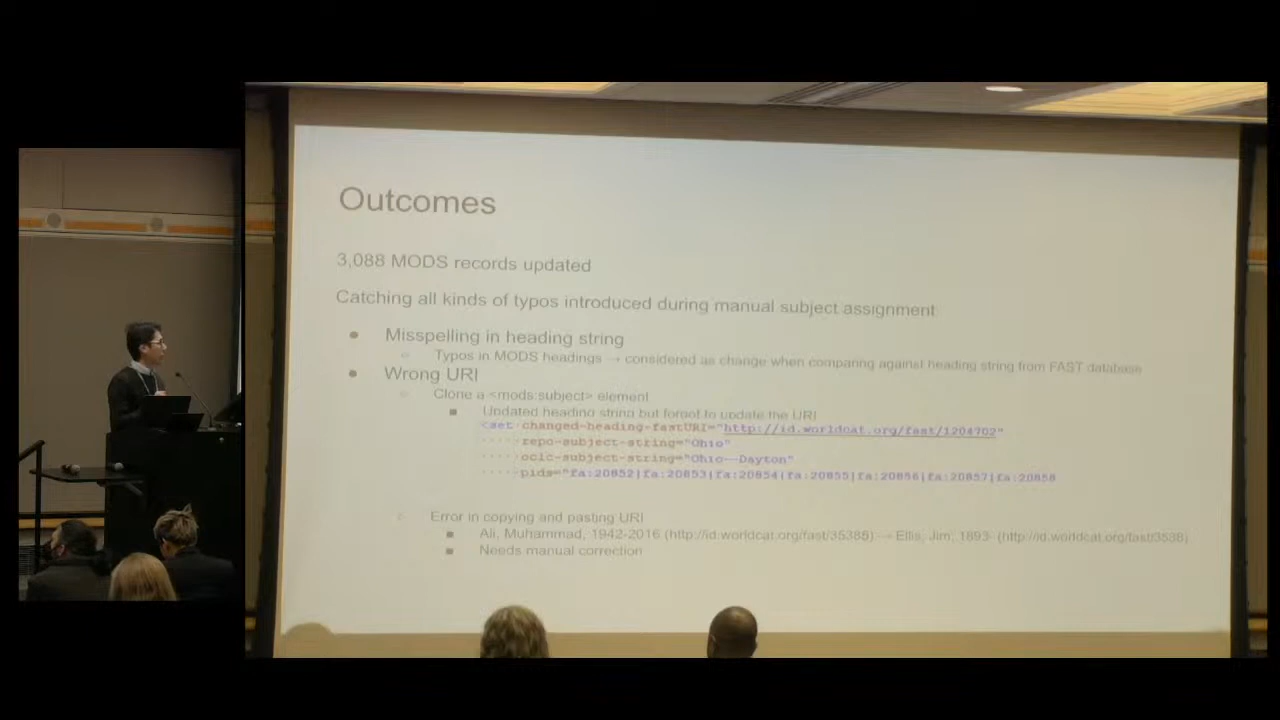 Outcomes
3,088 MODS records updated
Catching all kinds of typos introduced during manual subject assignment
● Misspelling in heading string
○ Typos in MODS headings → considered as change when comparing against heading string from FAST database
● Wrong URI
○ Clone a <mods:subject> element
■ Updated heading string but forgot to update the URI
<set·changed-heading-fastURI="http://id.worldcat.org/fast/1204702"
·····repo-subject-string="Ohio"
·····oclc-subject-string="Ohio--Dayton"
·····pids="fa:20852|fa:20853|fa:20854|fa:20855|fa:20856|fa:20857|fa:20858
○ Error in copying and pasting URI
■ Ali, Muhammad, 1942-2016 (http://id.worldcat.org/fast/35385) → Ellis, Jim, 1893- (http://id.worldcat.org/fast/3538)
■ Needs manual correction